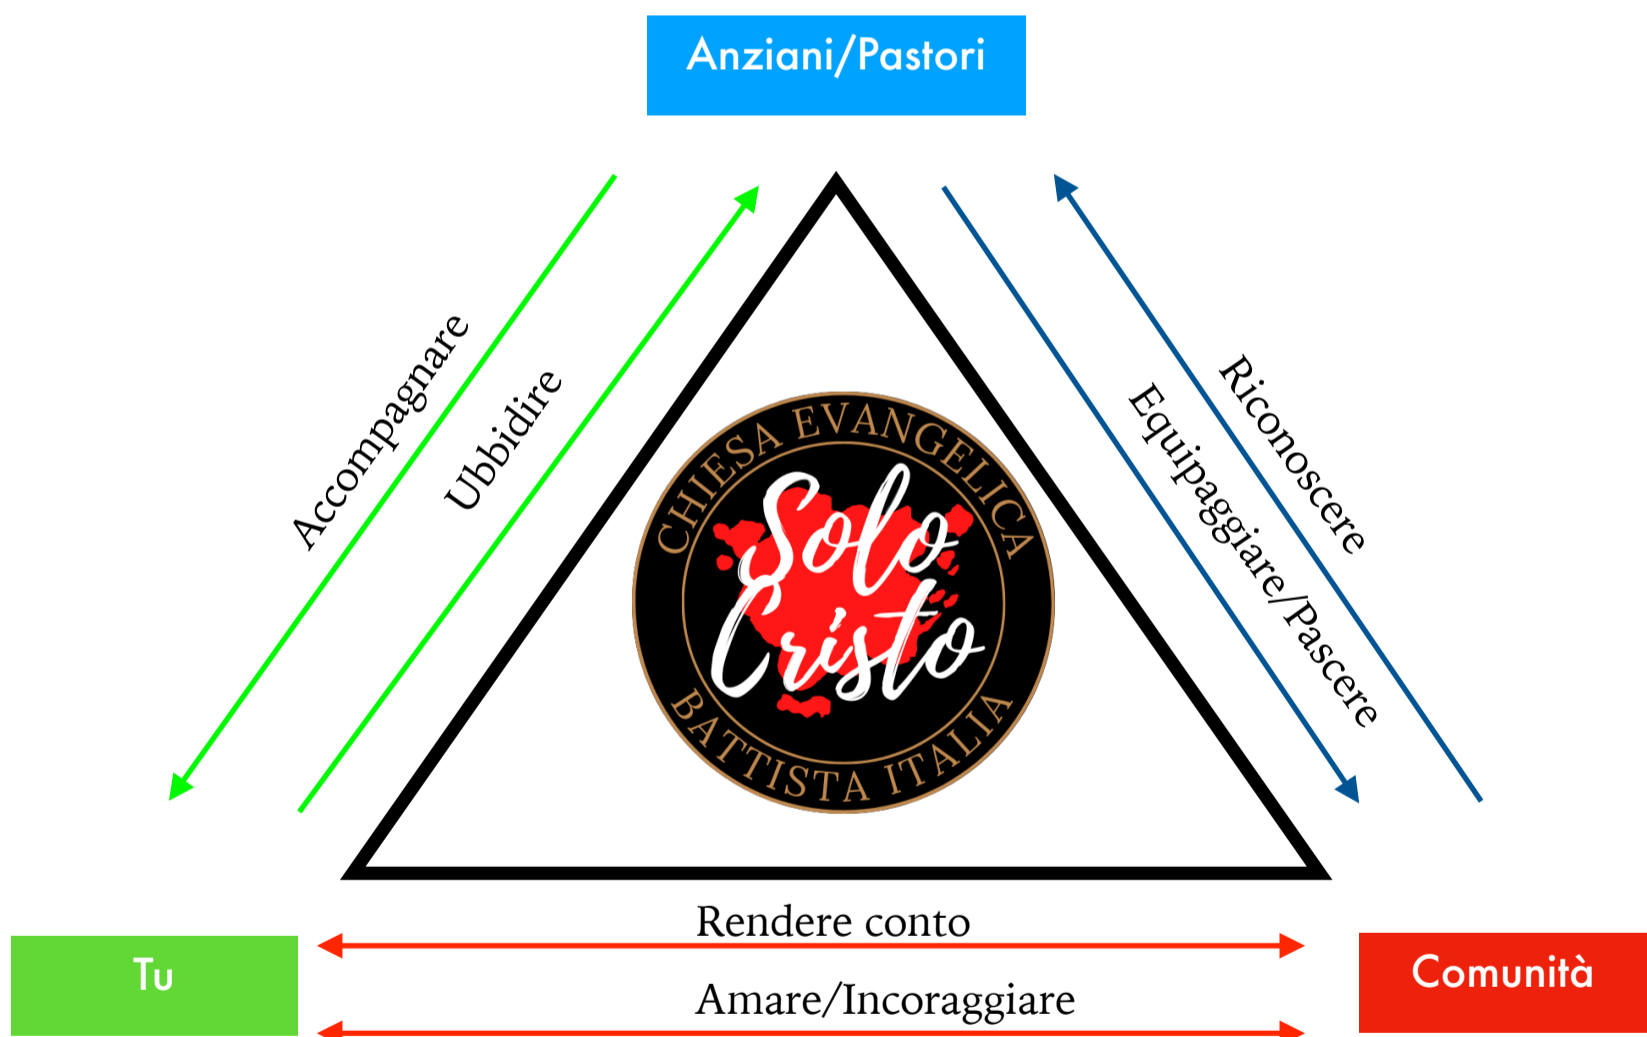 Anziani/Pastori
Accompagnare
Ubbidire
Riconoscere
Equipaggiare/Pascere
CHIESA EVANGELICA
Solo
Cristo
BATTISTA ITALIA
Rendere conto
Tu
Comunità
Amare/Incoraggiare